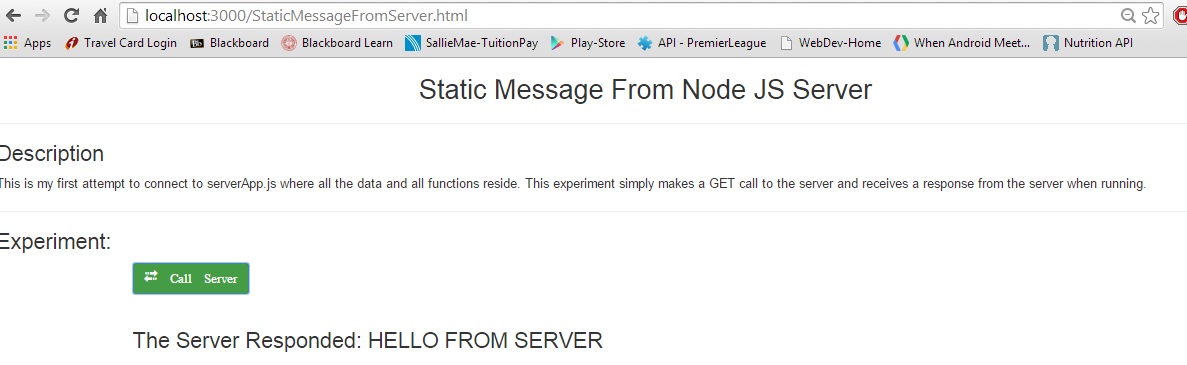 localhost:3000/StaticMessageFromServer.html
Apps Travel Card Login Bb Blackboard Blackboard Learn SallieMae-TuitionPay Play-Store API - PremierLeague WebDev-Home When Android Meet... Nutrition API
Static Message From Node JS Server
Description
This is my first attempt to connect to serverApp.js where all the data and all functions reside. This experiment simply makes a GET call to the server and receives a response from the server when running.
Experiment:
Call Server
The Server Responded: HELLO FROM SERVER